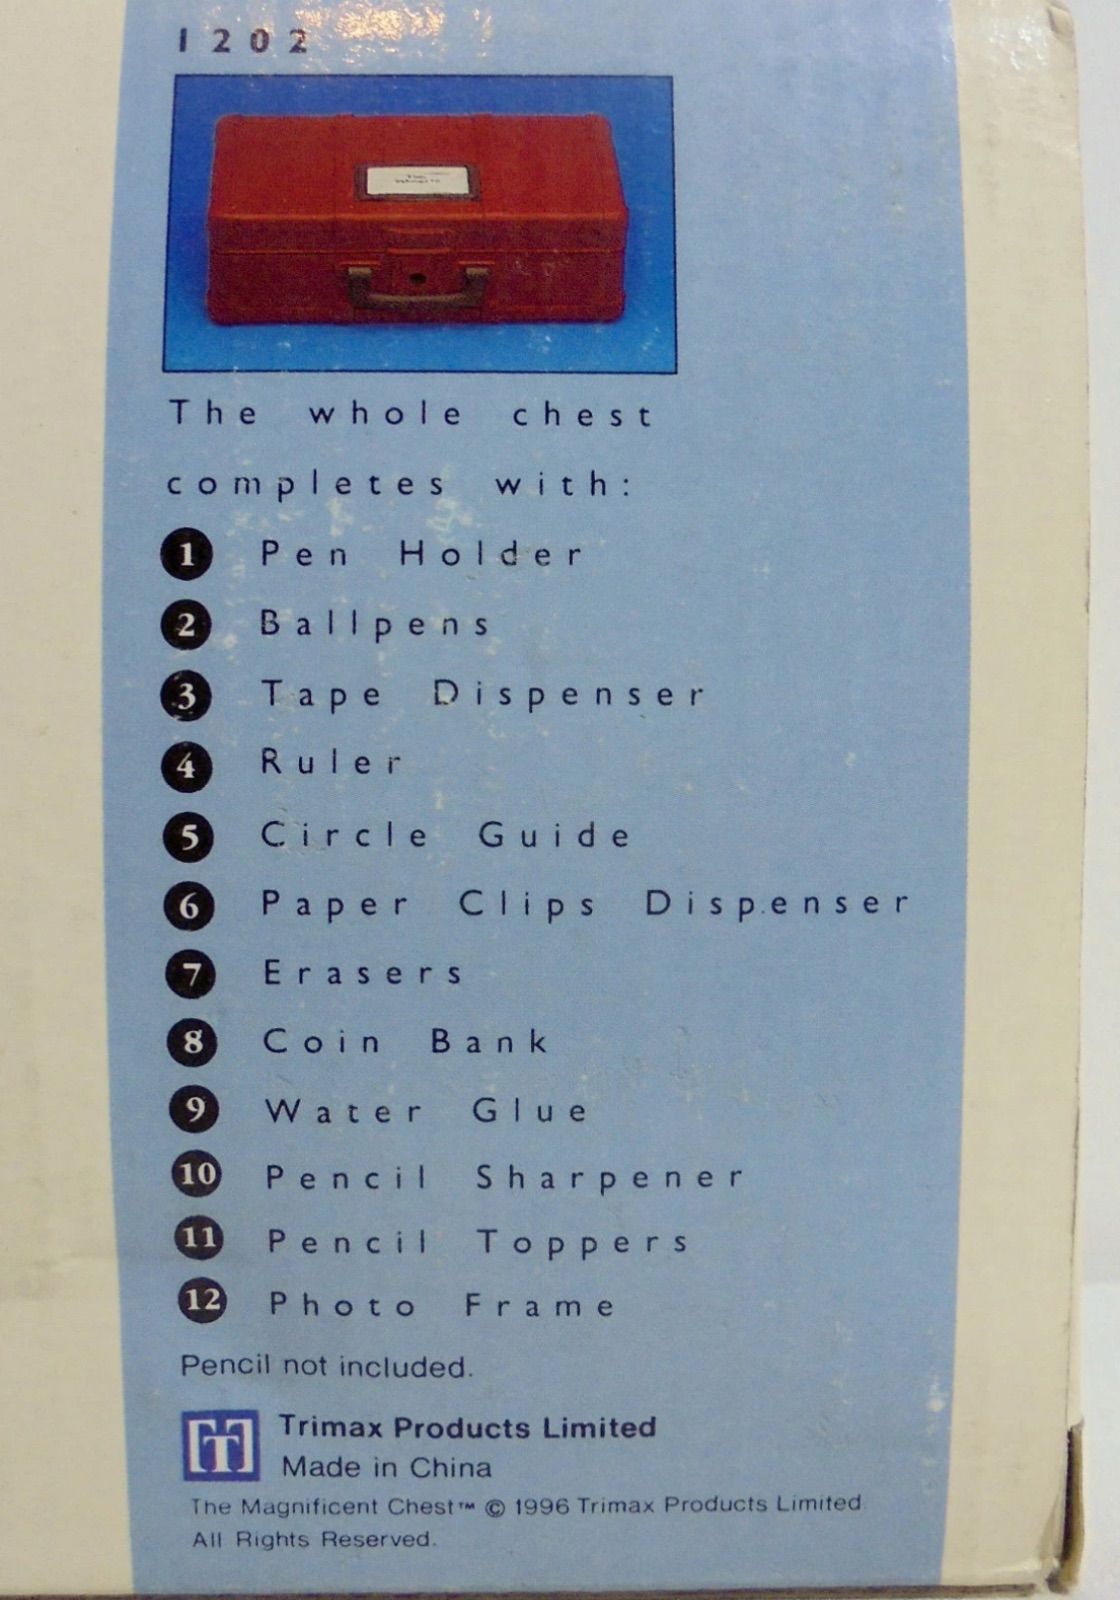 1202
The whole chest
completes with:
1 Pen Holder
2 Ballpens
3 Tape Dispenser
4 Ruler
5 Circle Guide
6 Paper Clips Dispenser
7 Erasers
8 Coin Bank
9 Water Glue
10 Pencil Sharpener
11 Pencil Toppers
12 Photo Frame
Pencil not included.
Trimax Products Limited
Made in China
The Magnificent Chest™ © 1996 Trimax Products Limited
All Rights Reserved.